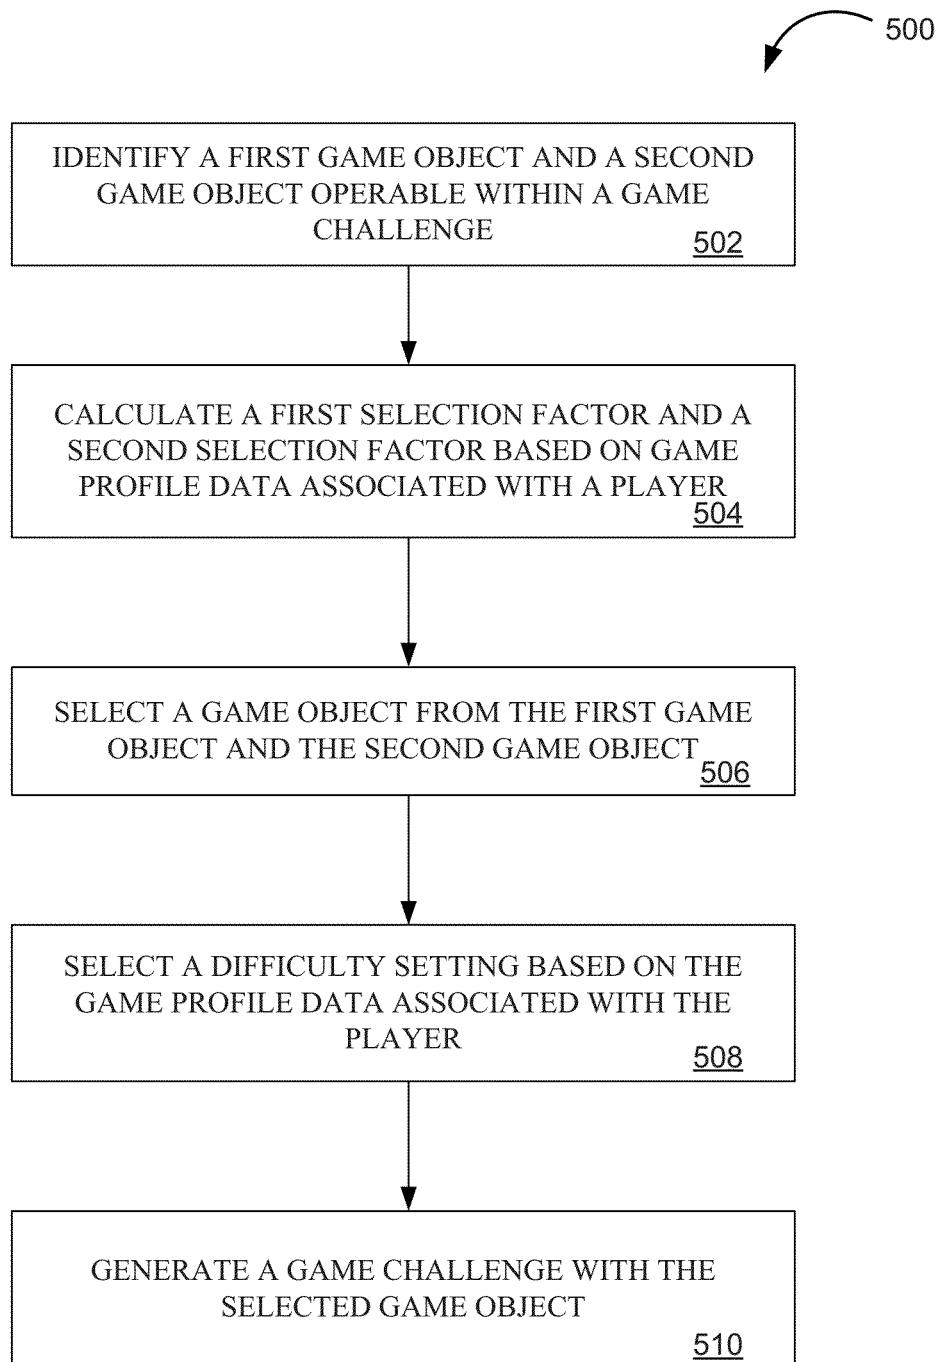 500
IDENTIFY A FIRST GAME OBJECT AND A SECOND
GAME OBJECT OPERABLE WITHIN A GAME
CHALLENGE
502
CALCULATE A FIRST SELECTION FACTOR AND A
SECOND SELECTION FACTOR BASED ON GAME
PROFILE DATA ASSOCIATED WITH A PLAYER
504
SELECT A GAME OBJECT FROM THE FIRST GAME
OBJECT AND THE SECOND GAME OBJECT
506
SELECT A DIFFICULTY SETTING BASED ON THE
GAME PROFILE DATA ASSOCIATED WITH THE
PLAYER
508
GENERATE A GAME CHALLENGE WITH THE
SELECTED GAME OBJECT
510